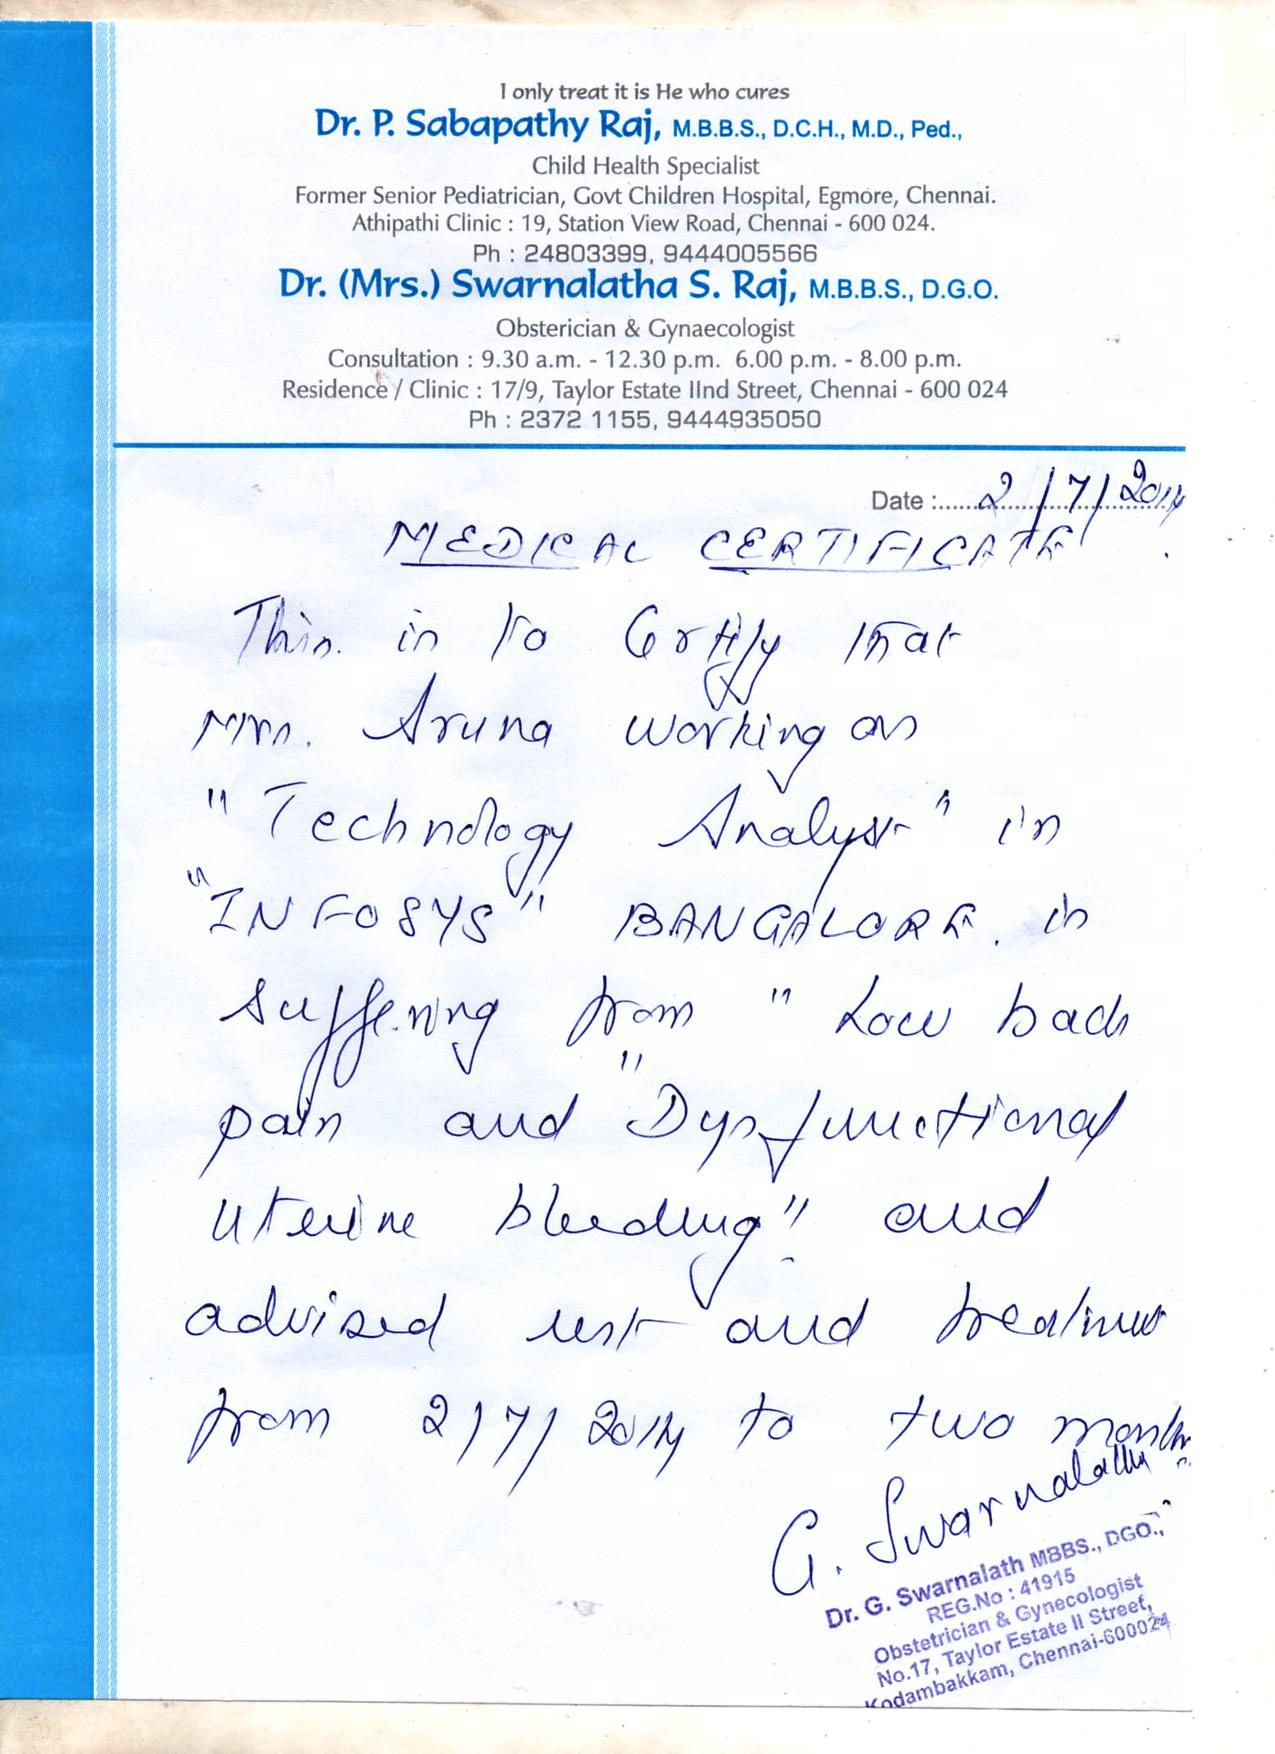 I only treat it is He who cures
Dr. P. Sabapathy Raj, M.B.B.S., D.C.H., M.D., Ped.,
Child Health Specialist
Former Senior Pediatrician, Govt Children Hospital, Egmore, Chennai.
Athipathi Clinic : 19, Station View Road, Chennai - 600 024.
Ph : 24803399, 9444005566
Dr. (Mrs.) Swarnalatha S. Raj, M.B.B.S., D.G.O.
Obsterician & Gynaecologist
Consultation : 9.30 a.m. - 12.30 p.m. 6.00 p.m. - 8.00 p.m.
Residence / Clinic : 17/9, Taylor Estate IInd Street, Chennai - 600 024
Ph : 2372 1155, 9444935050
Date : 2/7/2014
MEDICAL CERTIFICATE
This is to Certify that
Mrs. Aruna working as
"Technology Analyst" in
"INFOSYS" BANGALORE. is
suffering from "Low back
pain" and "Dysfunctional
uterine bleeding" and
advised rest and treatment
from 2/7/2014 to two months
G. Swarnalatha
Dr. G. Swarnalath MBBS., DGO.,
REG.No : 41915
Obstetrician & Gynecologist
No.17, Taylor Estate II Street,
Kodambakkam, Chennai-600024